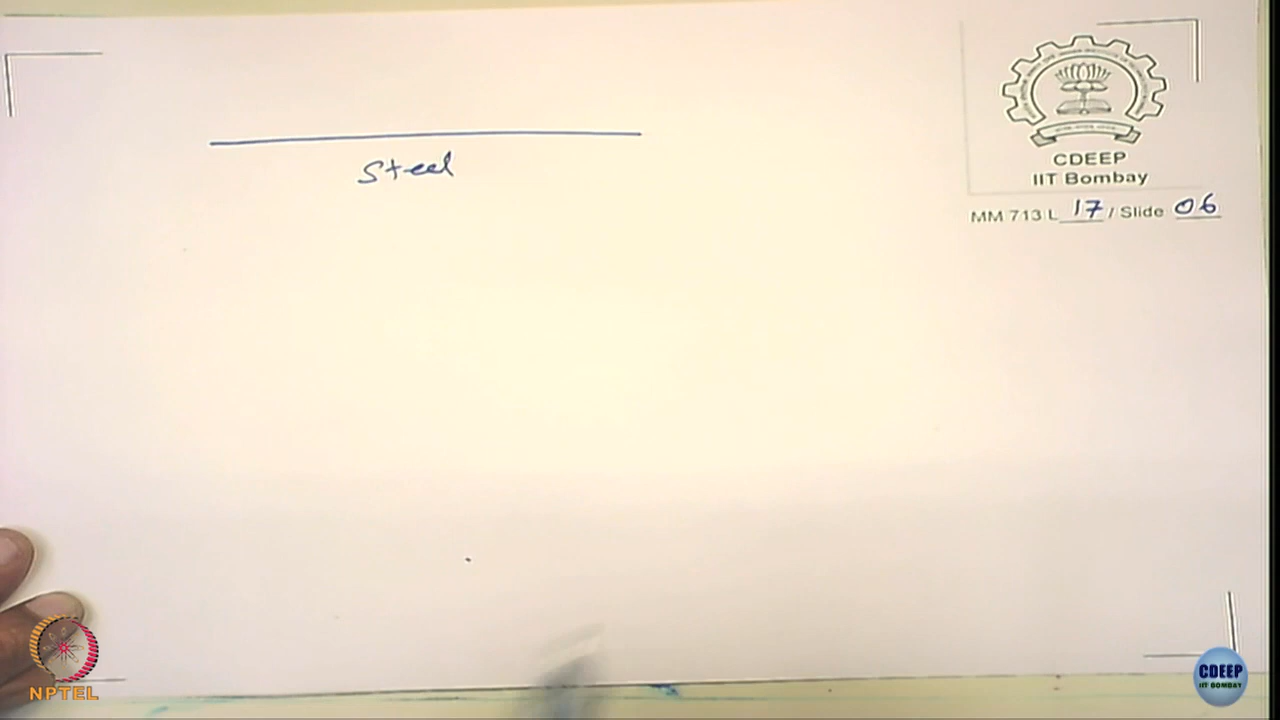 Steel
CDEEP
IIT Bombay
MM 713 L 17 / Slide 06
NPTEL
CDEEP
IIT BOMBAY